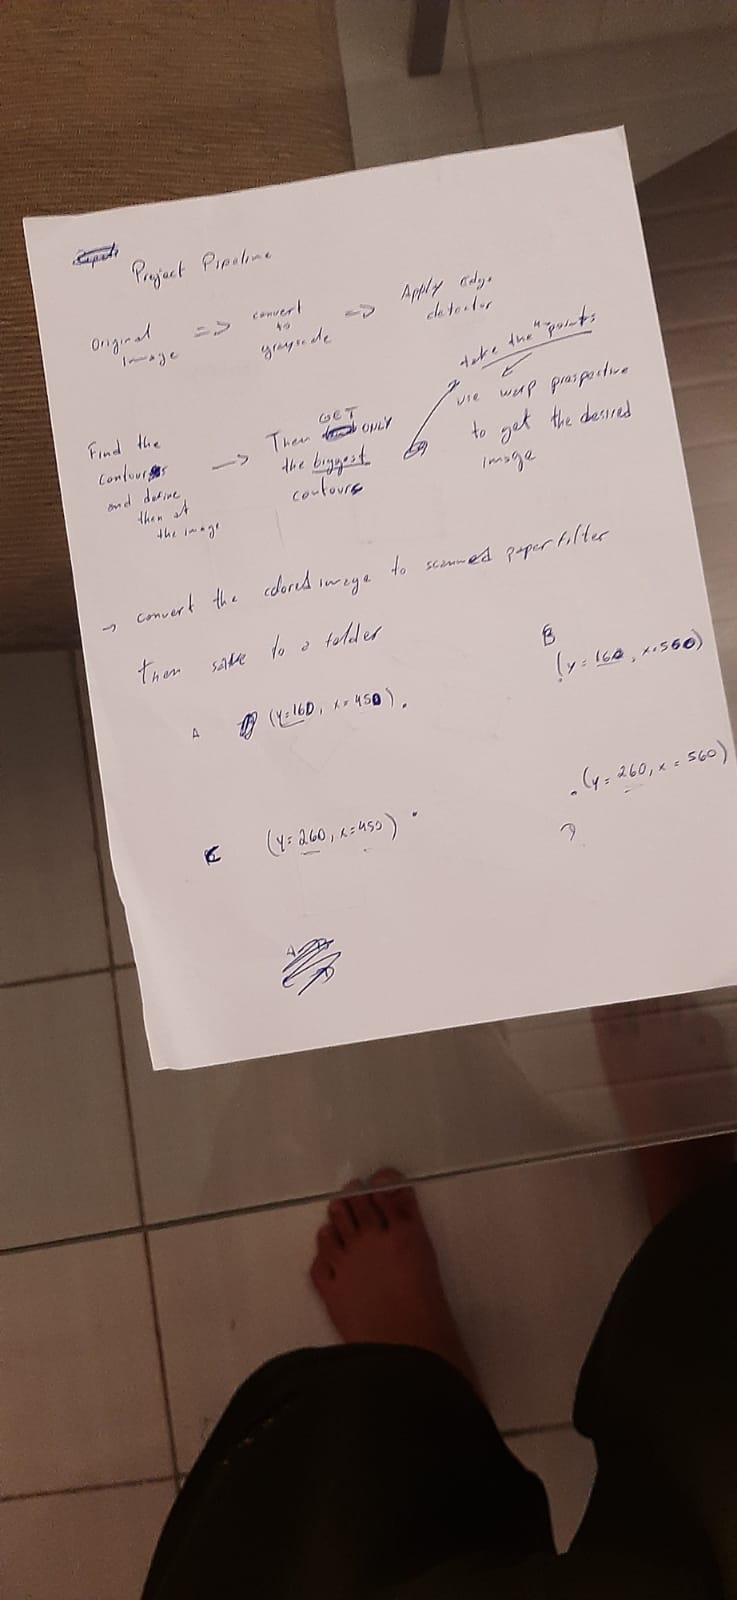 Project Pipeline
Original
Image
=>
convert
to
grayscale
=>
Apply edge
detector
Find the
contours
and define
then at
the image
->
GET
Then ONLY
the biggest
contours
take the 4 points
use warp prospective
to get the desired
image
-> convert the colored image to scanned paper filter
then save to a folder
A (y=160, x=450).
B
(y=160, x=560)
C (y=260, x=450)
.(y=260, x=560)